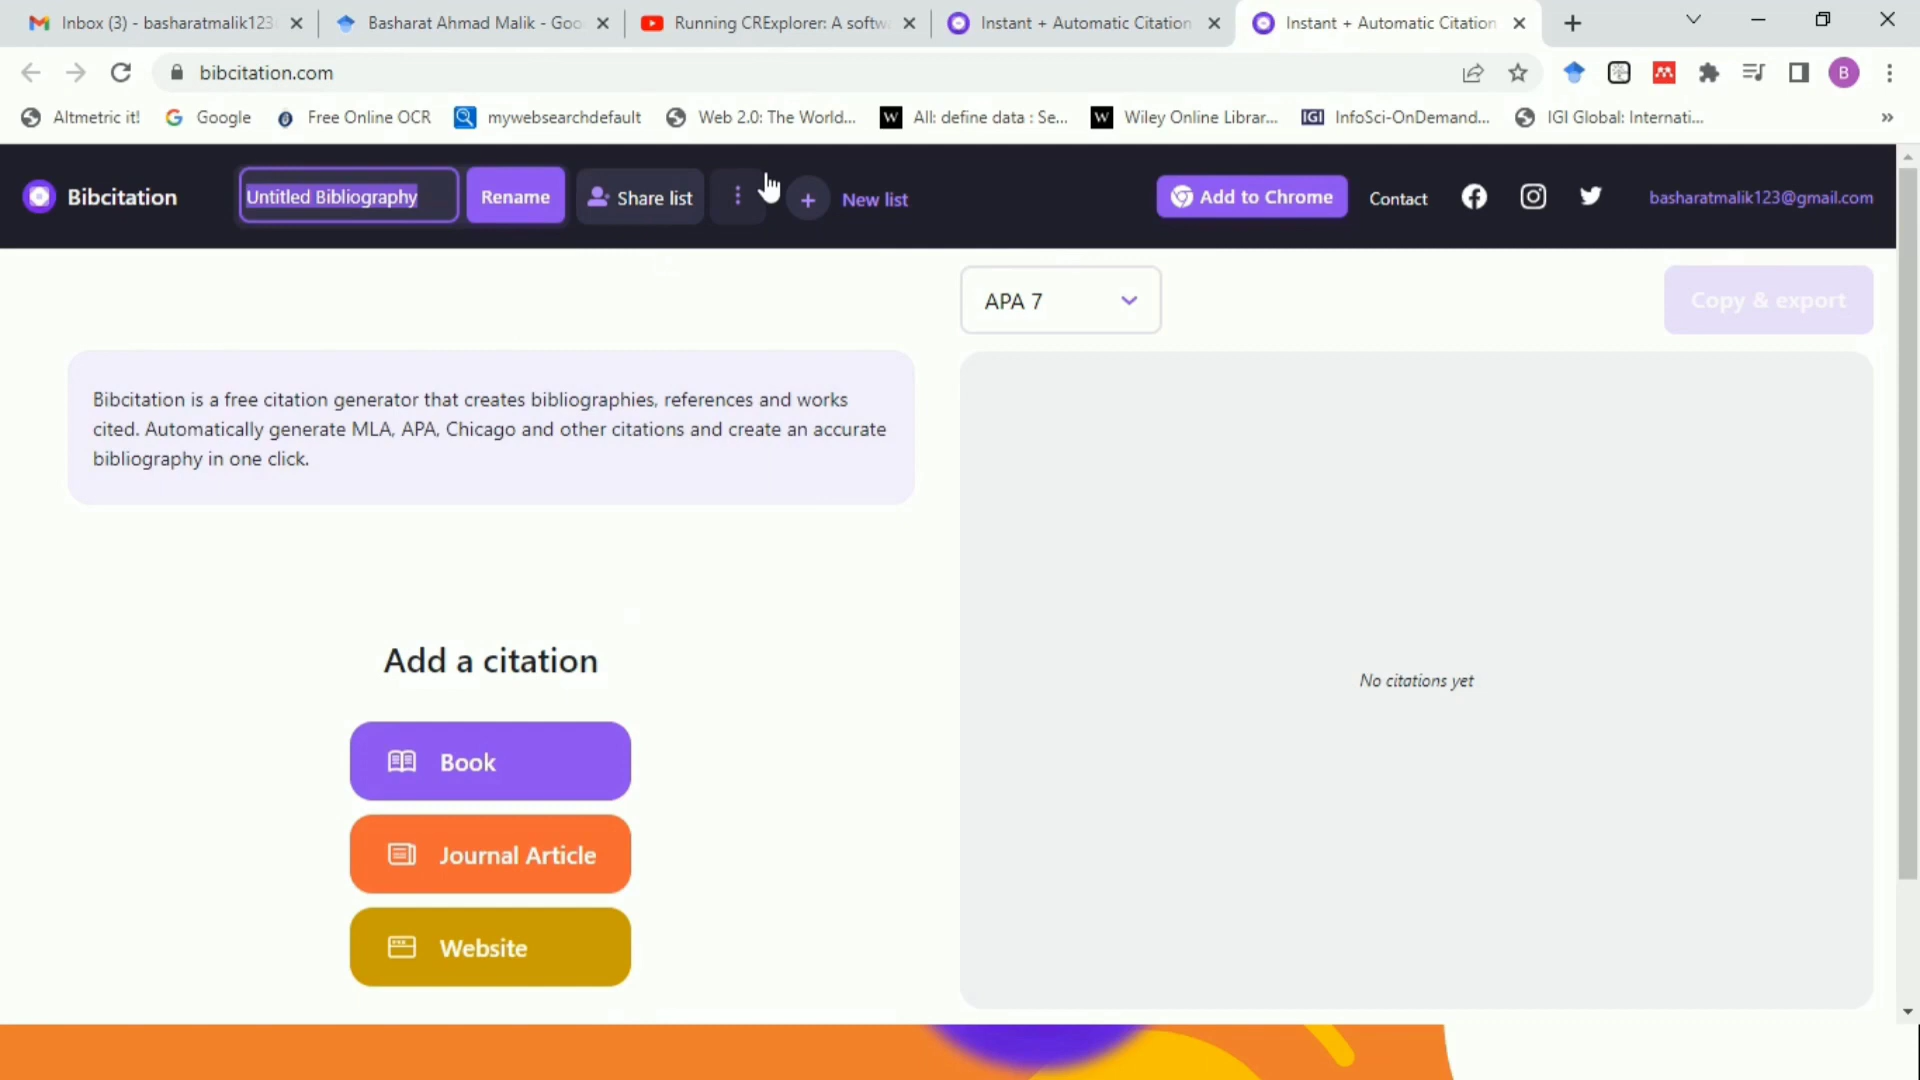 Inbox (3) - basharatmalik123
Basharat Ahmad Malik - Goo
Running CRExplorer: A softwa
Instant + Automatic Citation
Instant + Automatic Citation
bibcitation.com
B
Altmetric it!
Google
Free Online OCR
mywebsearchdefault
Web 2.0: The World...
W
All: define data : Se...
W
Wiley Online Librar...
IGI
InfoSci-OnDemand...
IGI Global: Internati...
»
Bibcitation
Untitled Bibliography
Rename
Share list
+ New list
Add to Chrome
Contact
basharatmalik123@gmail.com
APA 7
Copy & export
Bibcitation is a free citation generator that creates bibliographies, references and works
cited. Automatically generate MLA, APA, Chicago and other citations and create an accurate
bibliography in one click.
No citations yet
Add a citation
Book
Journal Article
Website